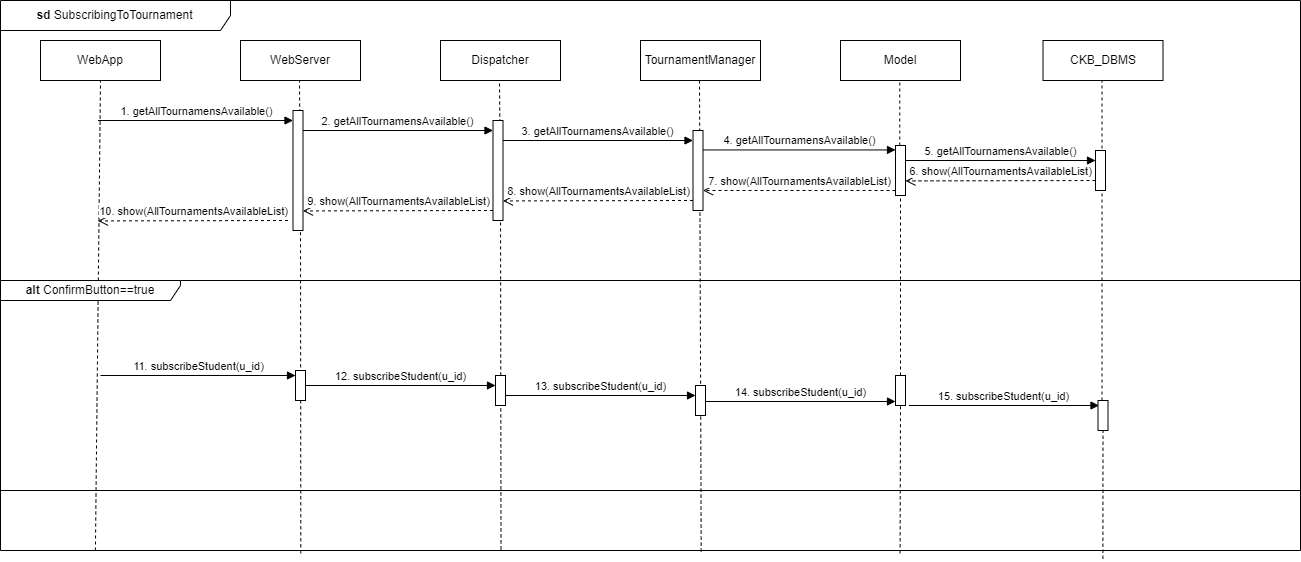 sd SubscribingToTournament
WebApp
WebServer
Dispatcher
TournamentManager
Model
CKB_DBMS
1. getAllTournamensAvailable()
2. getAllTournamensAvailable()
3. getAllTournamensAvailable()
4. getAllTournamensAvailable()
5. getAllTournamensAvailable()
6. show(AllTournamentsAvailableList)
7. show(AllTournamentsAvailableList)
8. show(AllTournamentsAvailableList)
9. show(AllTournamentsAvailableList)
10. show(AllTournamentsAvailableList)
alt ConfirmButton==true
11. subscribeStudent(u_id)
12. subscribeStudent(u_id)
13. subscribeStudent(u_id)
14. subscribeStudent(u_id)
15. subscribeStudent(u_id)